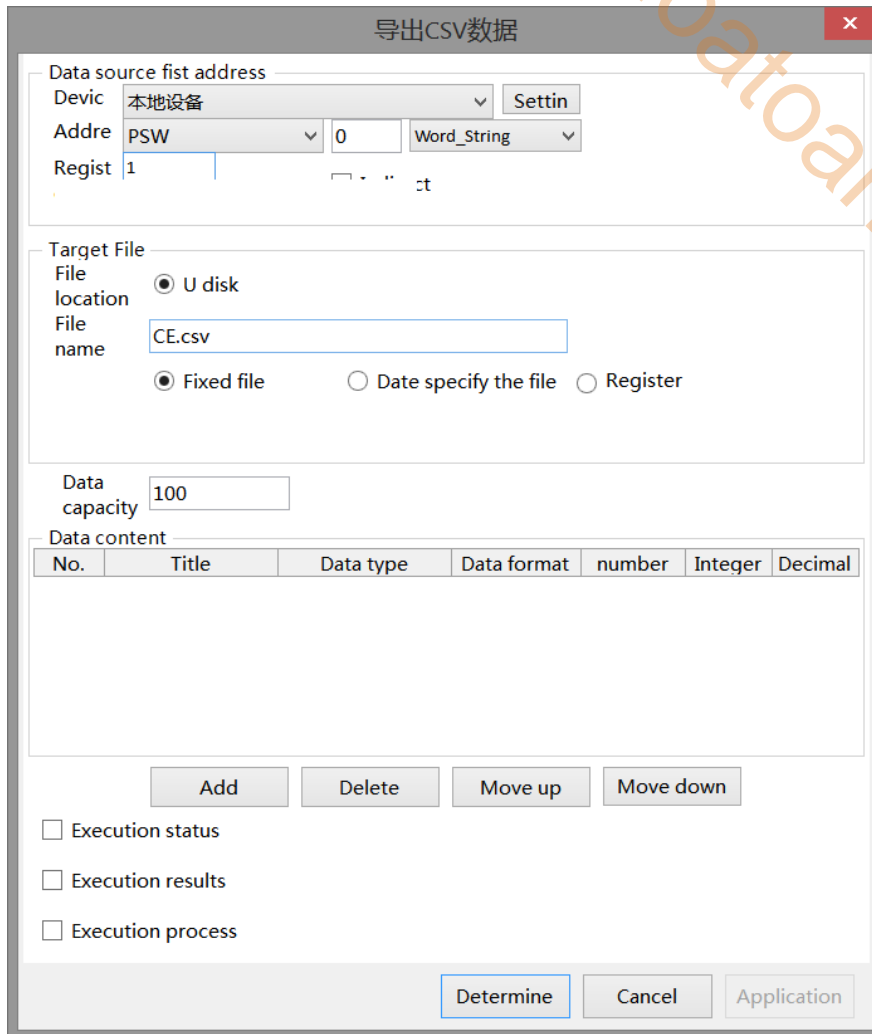 导出CSV数据
Data source fist address
Devic 本地设备 Settin
Addre PSW 0 Word_String
Regist 1
Target File
File location U disk
File name CE.csv
Fixed file Date specify the file Register
Data capacity 100
Data content
No. Title Data type Data format number Integer Decimal
Add Delete Move up Move down
Execution status
Execution results
Execution process
Determine Cancel Application